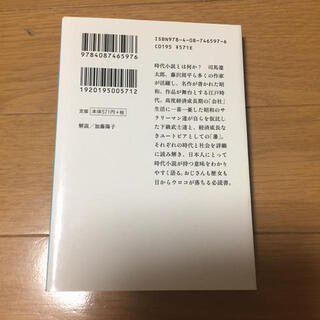 ISBN978-4-08-746597-6
C0195 ¥571E
9784087465976
1920195005712
定価 本体571円+税
解説/加藤陽子
時代小説とは何か? 司馬遼
太郎、藤沢周平ら多くの作家
が活躍し、名作が書かれた昭
和。作品が舞台とする江戸時
代。高度経済成長期の「会社」
生活に一喜一憂した昭和のサ
ラリーマン達が自らを仮託し
た下級武士達と、経済成長な
きユートピアとしての「藩」。
それぞれの時代と社会を詳細
に読み解き、日本人にとって
時代小説が持つ意味をわかり
やすく語る。おじさんも歴女も
目からウロコが落ちる必読書。